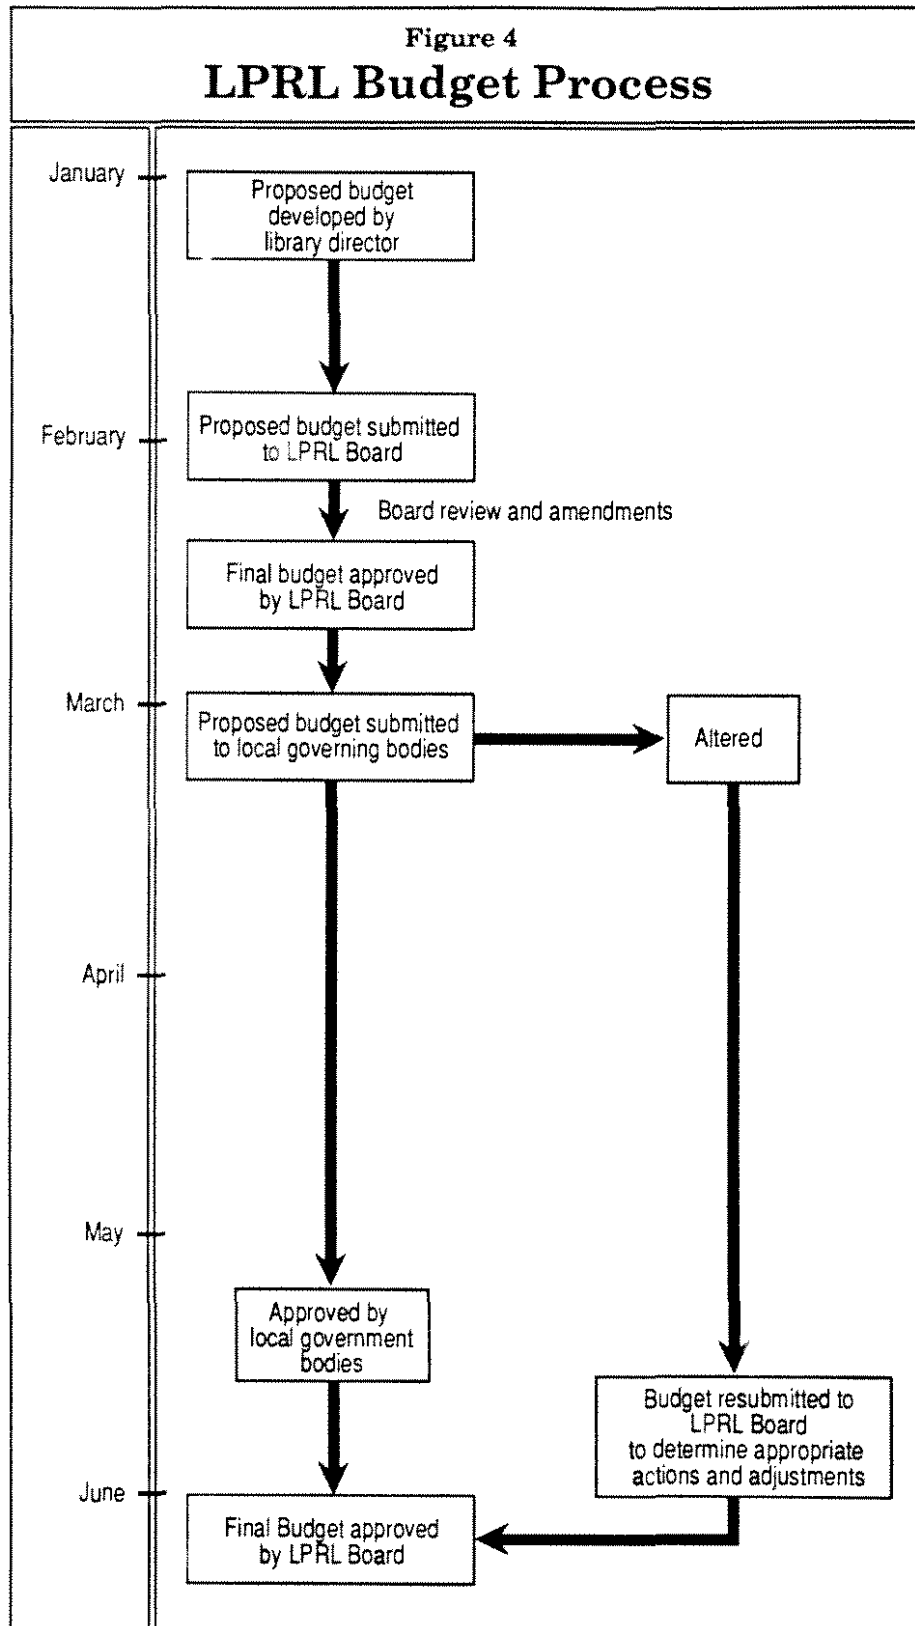 Figure 4
LPRL Budget Process
January
Proposed budget
developed by
library director
February
Proposed budget submitted
to LPRL Board
Board review and amendments
Final budget approved
by LPRL Board
March
Proposed budget submitted
to local governing bodies
Altered
April
May
Approved by
local government
bodies
Budget resubmitted to
LPRL Board
to determine appropriate
actions and adjustments
June
Final Budget approved
by LPRL Board